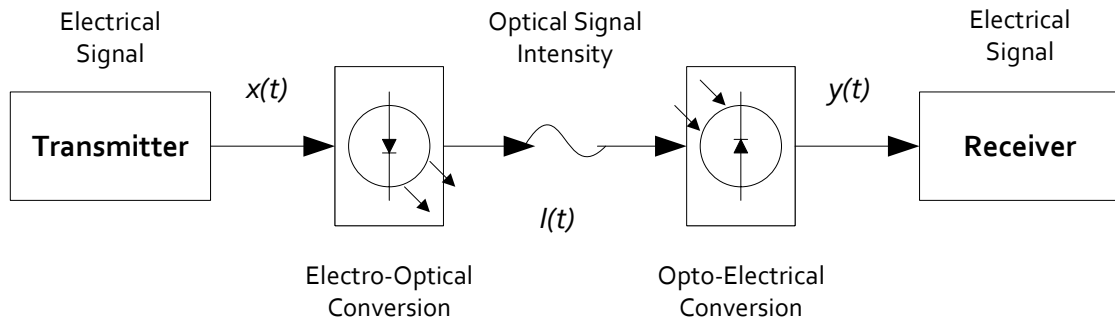 Electrical
Signal
Optical Signal
Intensity
Electrical
Signal
x(t)
y(t)
Transmitter
Receiver
I(t)
Electro-Optical
Conversion
Opto-Electrical
Conversion